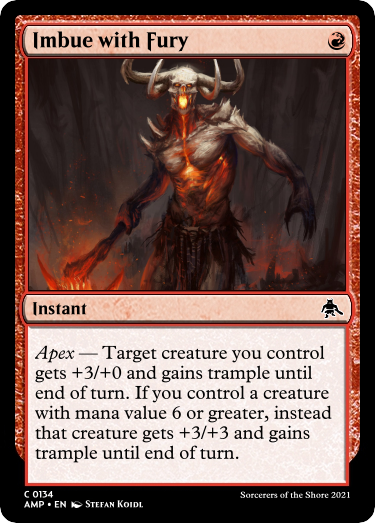 Imbue with Fury
Instant
Apex — Target creature you control
gets +3/+0 and gains trample until
end of turn. If you control a creature
with mana value 6 or greater, instead
that creature gets +3/+3 and gains
trample until end of turn.
C 0134
AMP • EN STEFAN KOIDL
Sorcerers of the Shore 2021